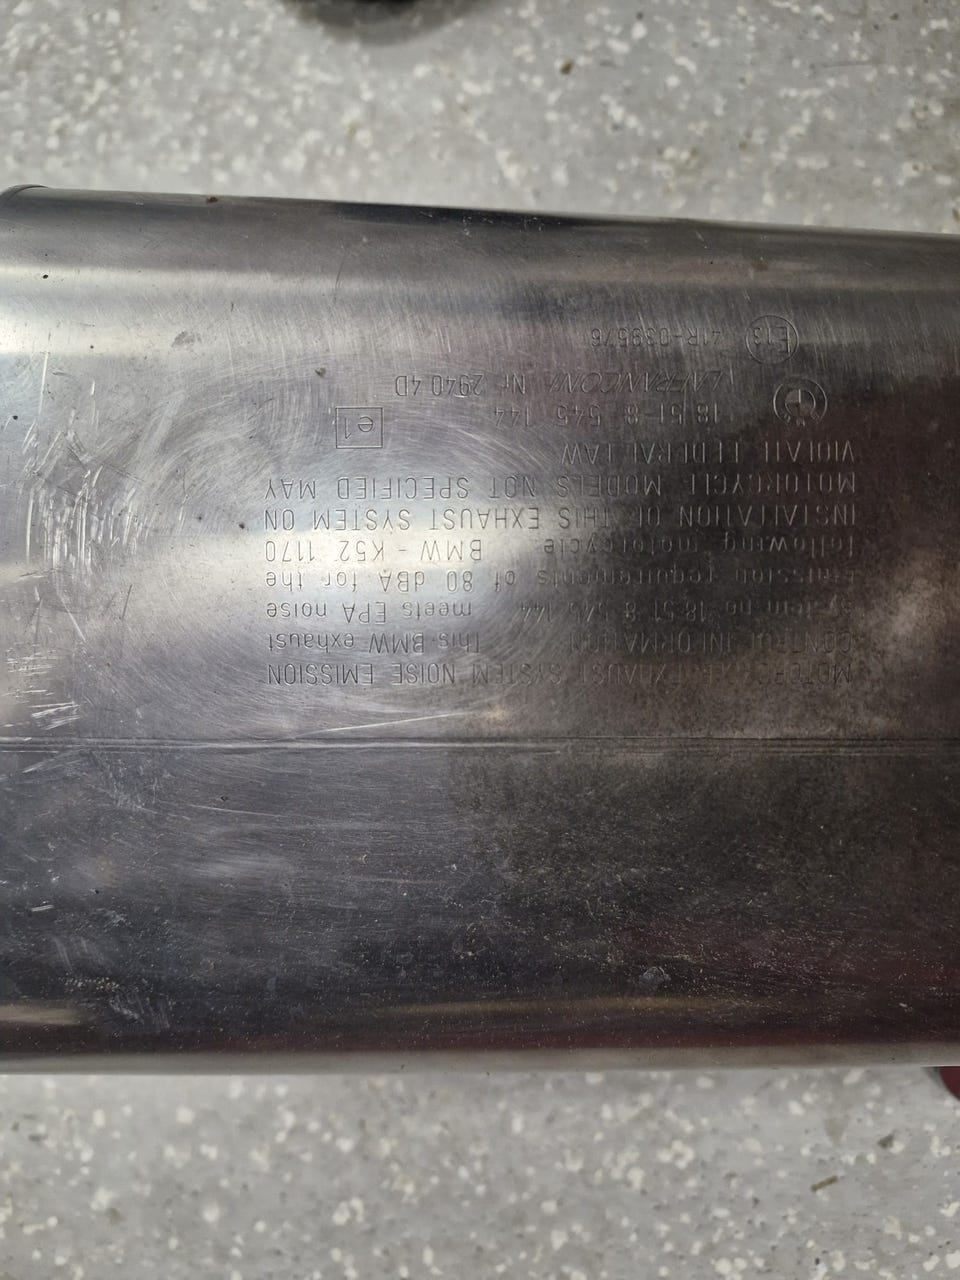 MOTORCYCLE EXHAUST SYSTEM NOISE EMISSION
CONTROL INFORMATION This BMW exhaust
System no. 18 51 8 545 144 meets EPA noise
emission requirements of 80 dBA for the
following motorcycle: BMW - K52 1170
INSTALLATION OF THIS EXHAUST SYSTEM ON
MOTORCYCLE MODELS NOT SPECIFIED MAY
VIOLATE FEDERAL LAW
18 51-8 545 144 e1
LAFRANCONI Nr 2940 4D
E13 41R-039576